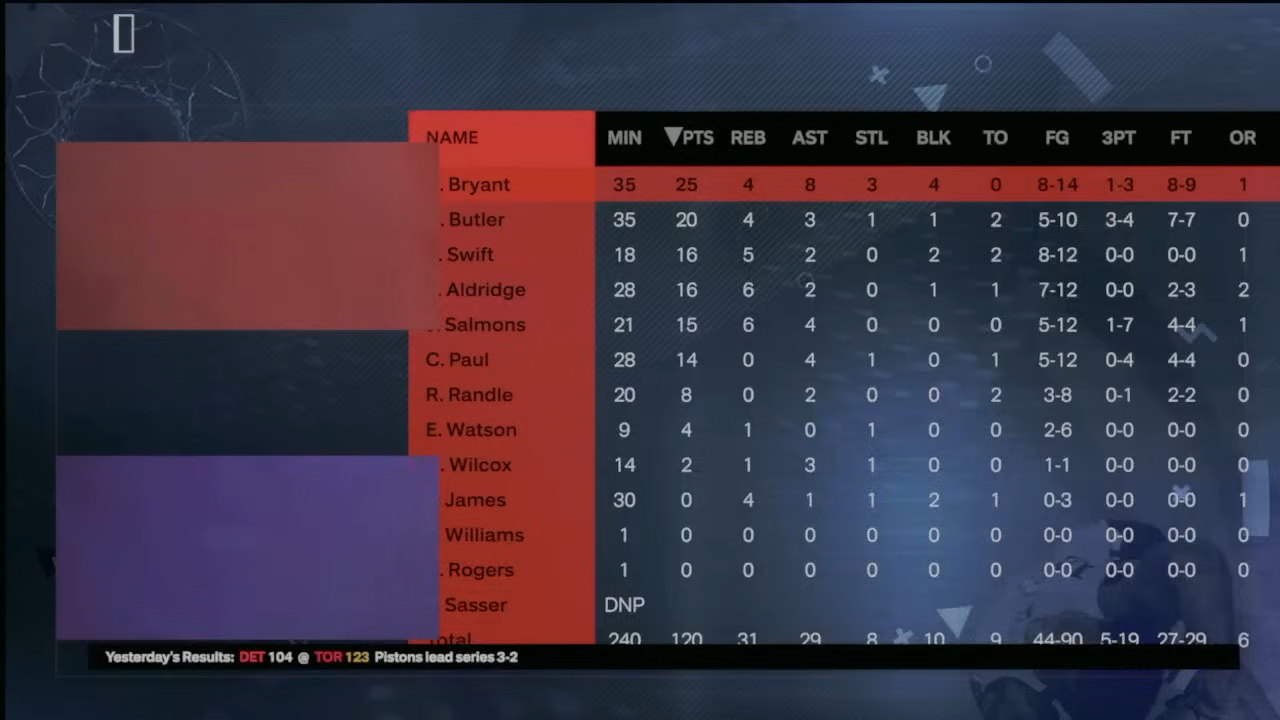 NAME MIN PTS REB AST STL BLK TO FG 3PT FT OR
. Bryant 35 25 4 8 3 4 0 8-14 1-3 8-9 1
. Butler 35 20 4 3 1 1 2 5-10 3-4 7-7 0
. Swift 18 16 5 2 0 2 2 8-12 0-0 0-0 1
. Aldridge 28 16 6 2 0 1 1 7-12 0-0 2-3 2
. Salmons 21 15 6 4 0 0 0 5-12 1-7 4-4 1
C. Paul 28 14 0 4 1 0 1 5-12 0-4 4-4 0
R. Randle 20 8 0 2 0 0 2 3-8 0-1 2-2 0
E. Watson 9 4 1 0 1 0 0 2-6 0-0 0-0 0
. Wilcox 14 2 1 3 1 0 0 1-1 0-0 0-0 0
James 30 0 4 1 1 2 1 0-3 0-0 0-0 1
Williams 1 0 0 0 0 0 0 0-0 0-0 0-0 0
. Rogers 1 0 0 0 0 0 0 0-0 0-0 0-0 0
Sasser DNP
Total 240 120 31 29 8 10 9 44-90 5-19 27-29 6
Yesterday's Results: DET 104 @ TOR 123 Pistons lead series 3-2